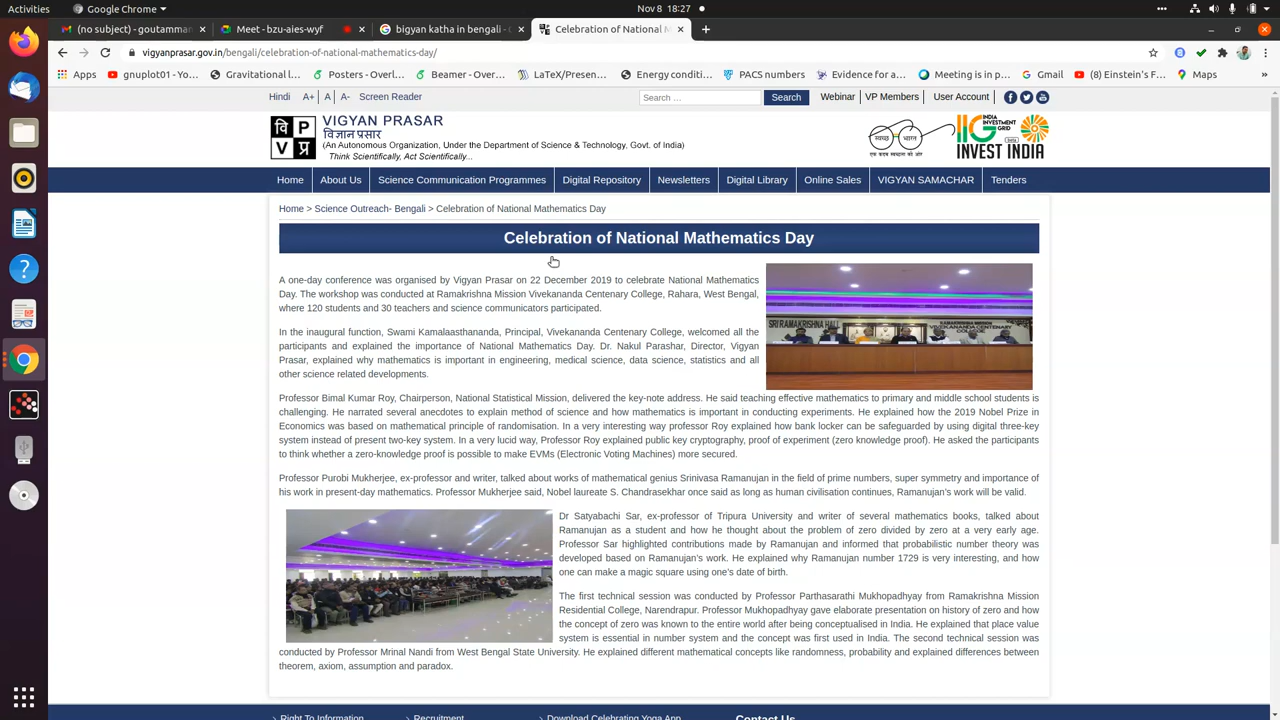 Google Chrome
Nov 8 18:27
(no subject) - goutamman
Meet - bzu-aies-wyf
bigyan katha in bengali -
Celebration of National M
vigyanprasar.gov.in/bengali/celebration-of-national-mathematics-day/
Apps
gnuplot01 - Yo...
Gravitational l...
Posters - Overl...
Beamer - Over...
LaTeX/Presen...
Energy conditi...
PACS numbers
Evidence for a...
Meeting is in p...
Gmail
(8) Einstein's F...
Maps
»
Hindi A+ A A- Screen Reader
Search ... Search Webinar VP Members User Account
VIGYAN PRASAR
विज्ञान प्रसार
(An Autonomous Organization, Under the Department of Science & Technology, Govt. of India)
Think Scientifically, Act Scientifically...
वि P
V प्र
एक कदम स्वच्छता की ओर
INDIA
INVESTMENT
GRID
IIG
beta
INVEST INDIA
Home About Us Science Communication Programmes Digital Repository Newsletters Digital Library Online Sales VIGYAN SAMACHAR Tenders
Home > Science Outreach- Bengali > Celebration of National Mathematics Day
Celebration of National Mathematics Day
A one-day conference was organised by Vigyan Prasar on 22 December 2019 to celebrate National Mathematics
Day. The workshop was conducted at Ramakrishna Mission Vivekananda Centenary College, Rahara, West Bengal,
where 120 students and 30 teachers and science communicators participated.
In the inaugural function, Swami Kamalaasthananda, Principal, Vivekananda Centenary College, welcomed all the
participants and explained the importance of National Mathematics Day. Dr. Nakul Parashar, Director, Vigyan
Prasar, explained why mathematics is important in engineering, medical science, data science, statistics and all
other science related developments.
SRI RAMAKRISHNA HALL
RAMAKRISHNA MISSION
VIVEKANANDA CENTENARY
COLLEGE
Professor Bimal Kumar Roy, Chairperson, National Statistical Mission, delivered the key-note address. He said teaching effective mathematics to primary and middle school students is
challenging. He narrated several anecdotes to explain method of science and how mathematics is important in conducting experiments. He explained how the 2019 Nobel Prize in
Economics was based on mathematical principle of randomisation. In a very interesting way professor Roy explained how bank locker can be safeguarded by using digital three-key
system instead of present two-key system. In a very lucid way, Professor Roy explained public key cryptography, proof of experiment (zero knowledge proof). He asked the participants
to think whether a zero-knowledge proof is possible to make EVMs (Electronic Voting Machines) more secured.
Professor Purobi Mukherjee, ex-professor and writer, talked about works of mathematical genius Srinivasa Ramanujan in the field of prime numbers, super symmetry and importance of
his work in present-day mathematics. Professor Mukherjee said, Nobel laureate S. Chandrasekhar once said as long as human civilisation continues, Ramanujan's work will be valid.
Dr Satyabachi Sar, ex-professor of Tripura University and writer of several mathematics books, talked about
Ramanujan as a student and how he thought about the problem of zero divided by zero at a very early age.
Professor Sar highlighted contributions made by Ramanujan and informed that probabilistic number theory was
developed based on Ramanujan's work. He explained why Ramanujan number 1729 is very interesting, and how
one can make a magic square using one's date of birth.
The first technical session was conducted by Professor Parthasarathi Mukhopadhyay from Ramakrishna Mission
Residential College, Narendrapur. Professor Mukhopadhyay gave elaborate presentation on history of zero and how
the concept of zero was known to the entire world after being conceptualised in India. He explained that place value
system is essential in number system and the concept was first used in India. The second technical session was
conducted by Professor Mrinal Nandi from West Bengal State University. He explained different mathematical concepts like randomness, probability and explained differences between
theorem, axiom, assumption and paradox.
Right To Information
Recruitment
Download Celebrating Yoga App
Contact Us